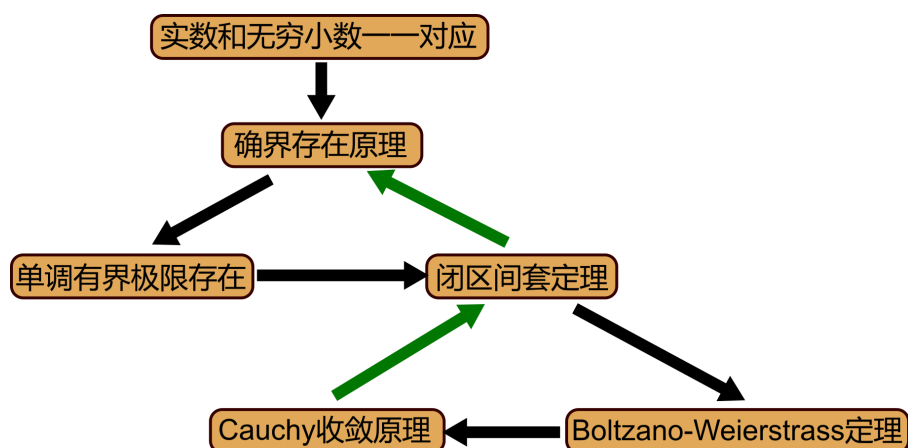 实数和无穷小数一一对应
确界存在原理
单调有界极限存在
闭区间套定理
Cauchy收敛原理
Boltzano-Weierstrass定理